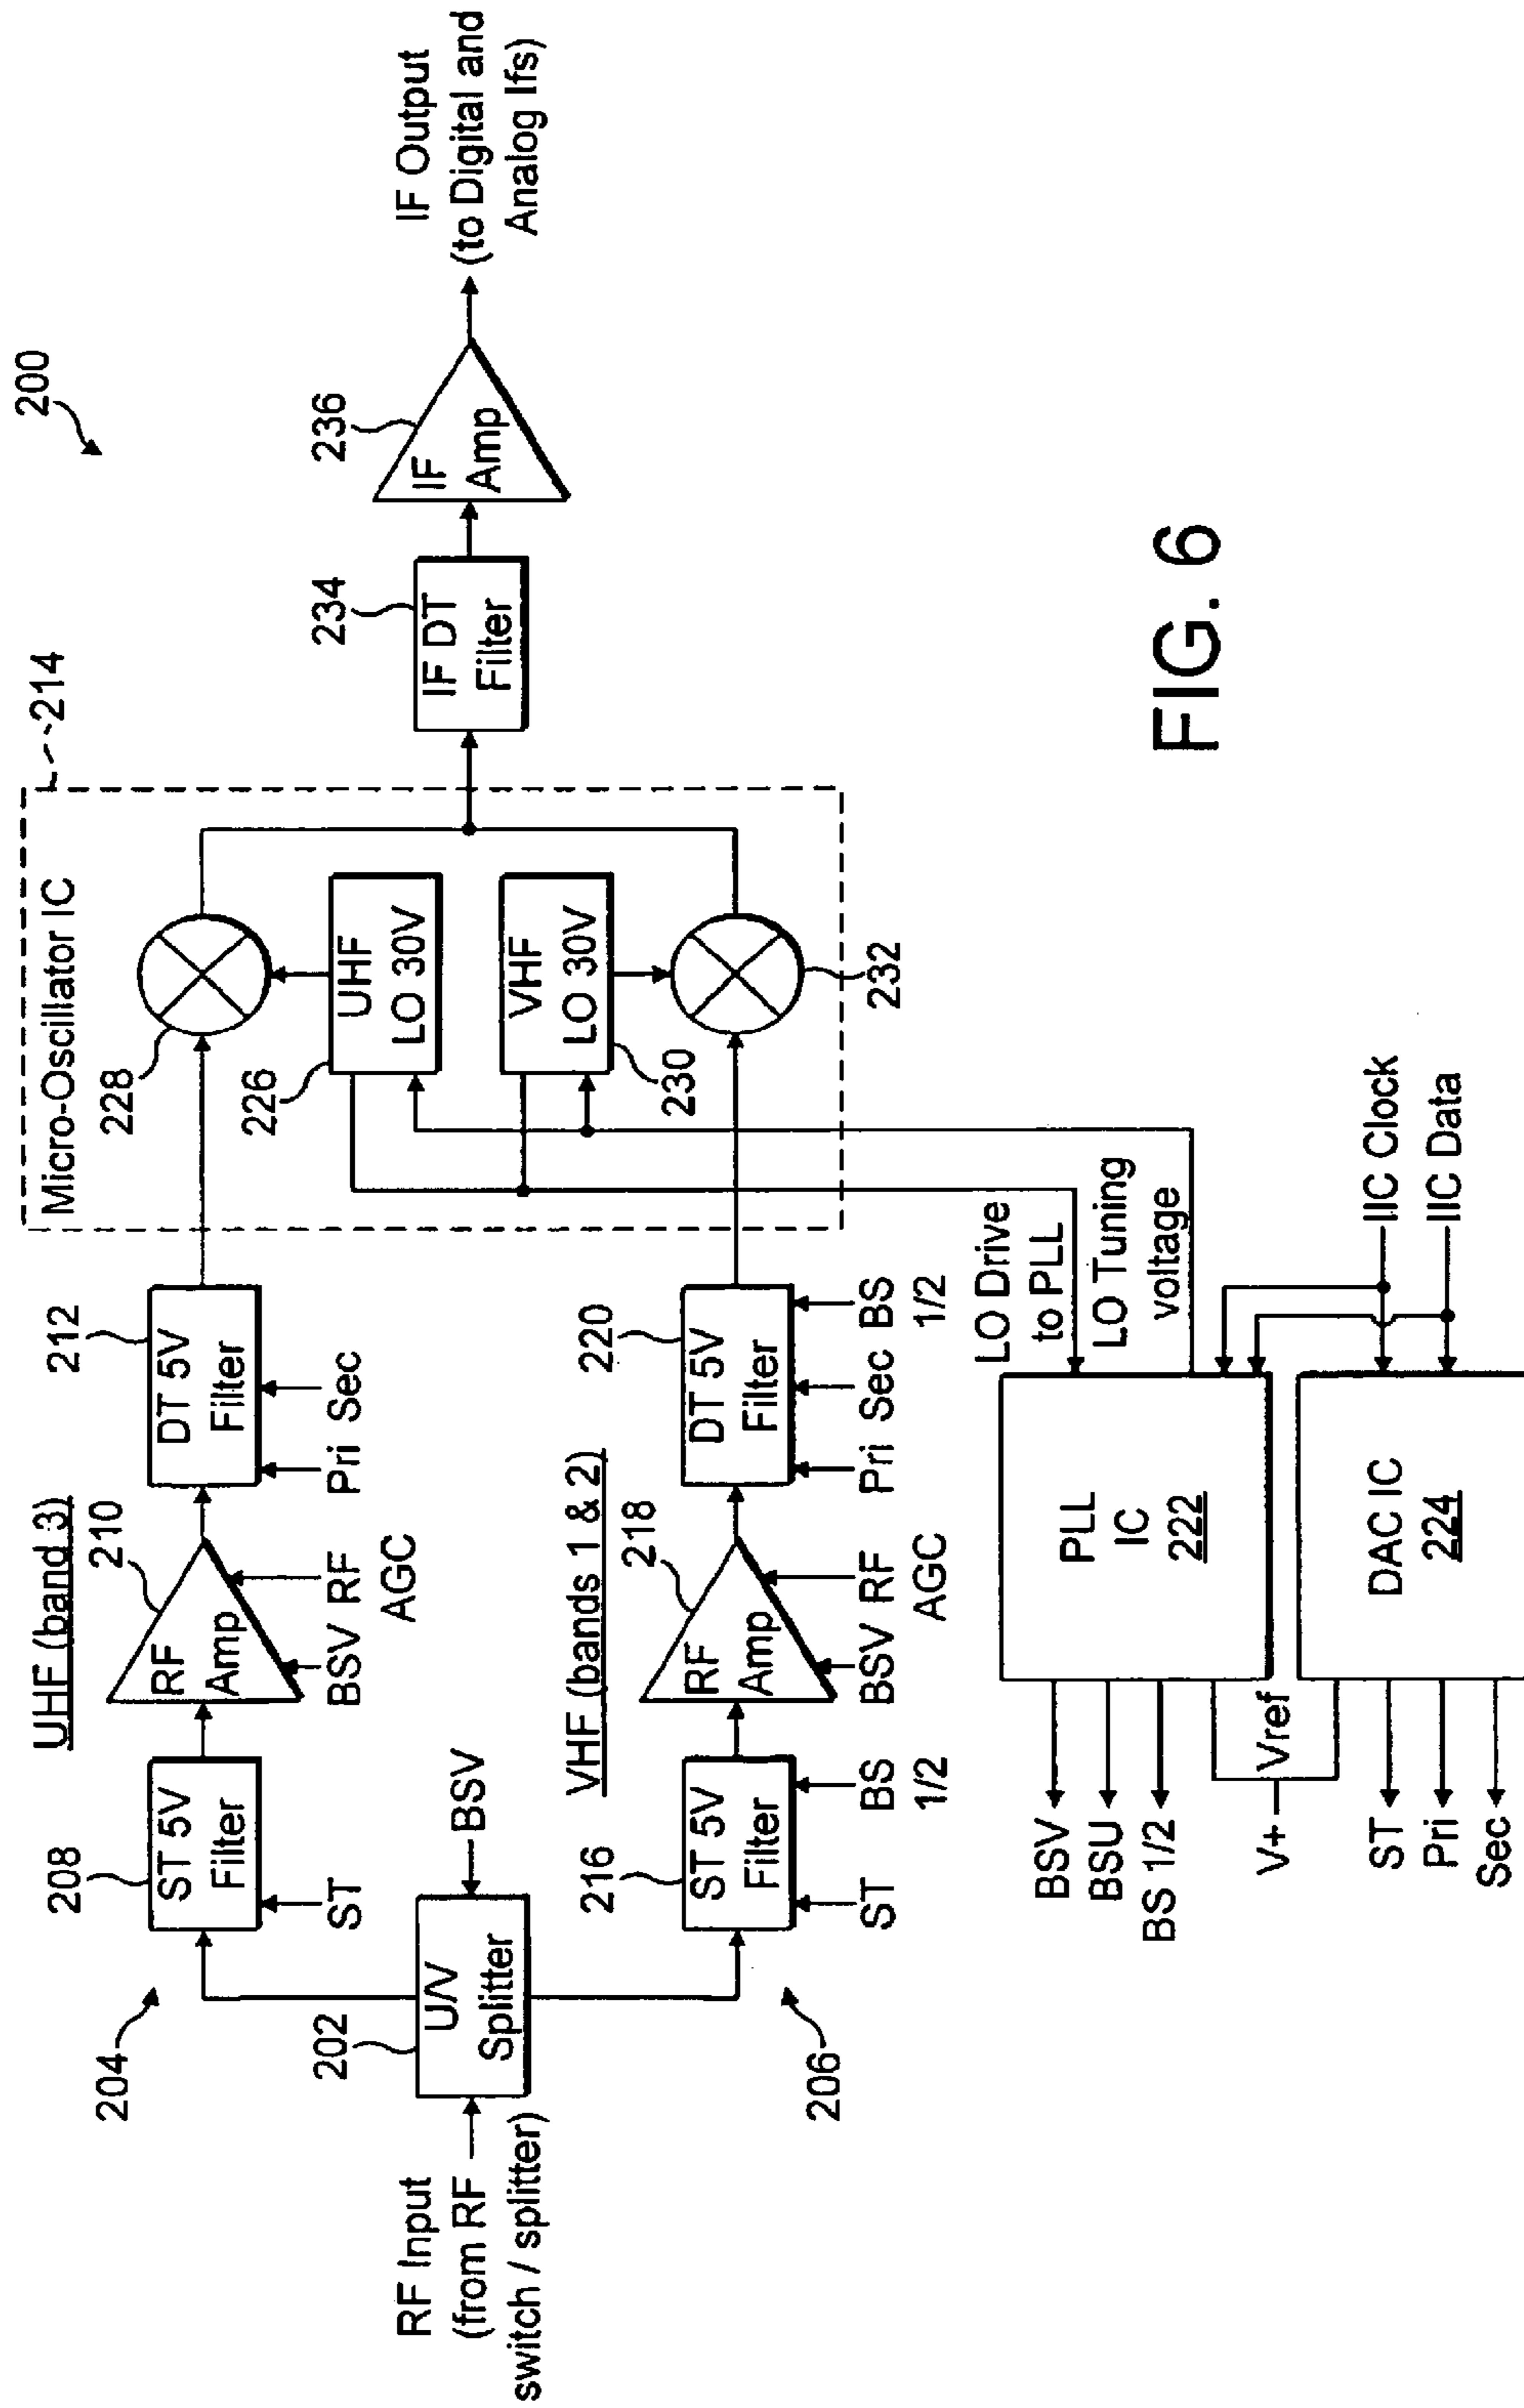 200
204
UHF (band 3)
208
ST 5V
Filter
ST
210
RF
Amp
BSV
RF
AGC
212
DT 5V
Filter
Pri
Sec
214
Micro-Oscillator IC
228
226
UHF
LO 30V
VHF
LO 30V
230
232
234
IF DT
Filter
236
IF
Amp
IF Output
(to Digital and
Analog Ifs)
RF Input
(from RF
switch / splitter)
202
U/V
Splitter
BSV
206
VHF (bands 1 & 2)
216
ST 5V
Filter
ST
BS
1/2
218
RF
Amp
BSV
RF
AGC
220
DT 5V
Filter
Pri
Sec
BS
1/2
LO Drive
to PLL
LO Tuning
voltage
BSV
BSU
BS 1/2
PLL
IC
222
V+
Vref
IIC Clock
IIC Data
ST
Pri
Sec
DAC IC
224
FIG. 6